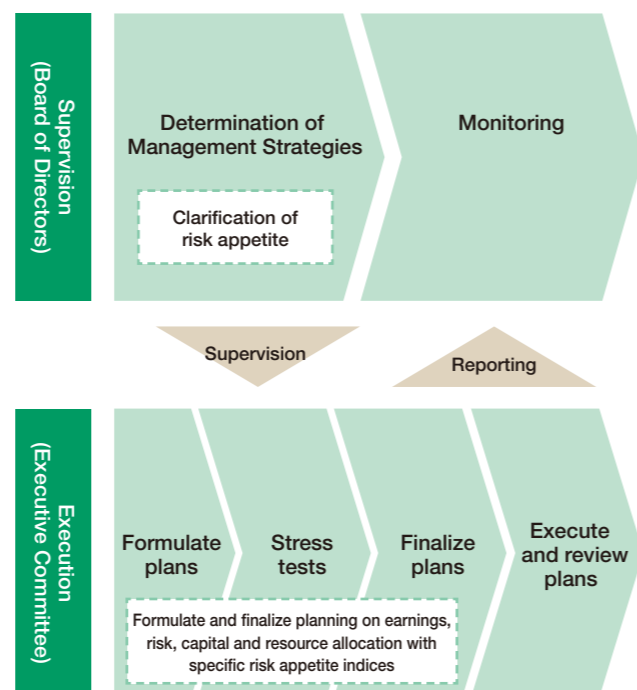 Supervision
(Board of Directors)
Determination of
Management Strategies
Clarification of
risk appetite
Monitoring
Supervision
Reporting
Execution
(Executive Committee)
Formulate
plans
Stress
tests
Finalize
plans
Execute
and review
plans
Formulate and finalize planning on earnings,
risk, capital and resource allocation with
specific risk appetite indices